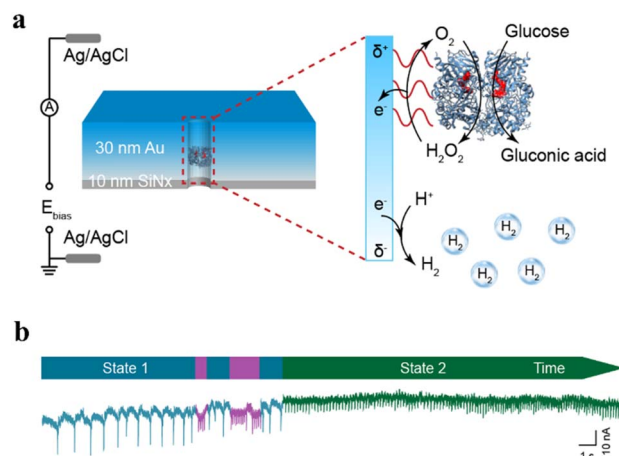 a
Ag/AgCl
A
30 nm Au
10 nm SiNx
E bias
Ag/AgCl
δ+
e-
e-
δ-
O2
Glucose
H2O2
Gluconic acid
H+
H2
H2
H2
H2
H2
H2
b
State 1
State 2
Time
10 nA
1 s